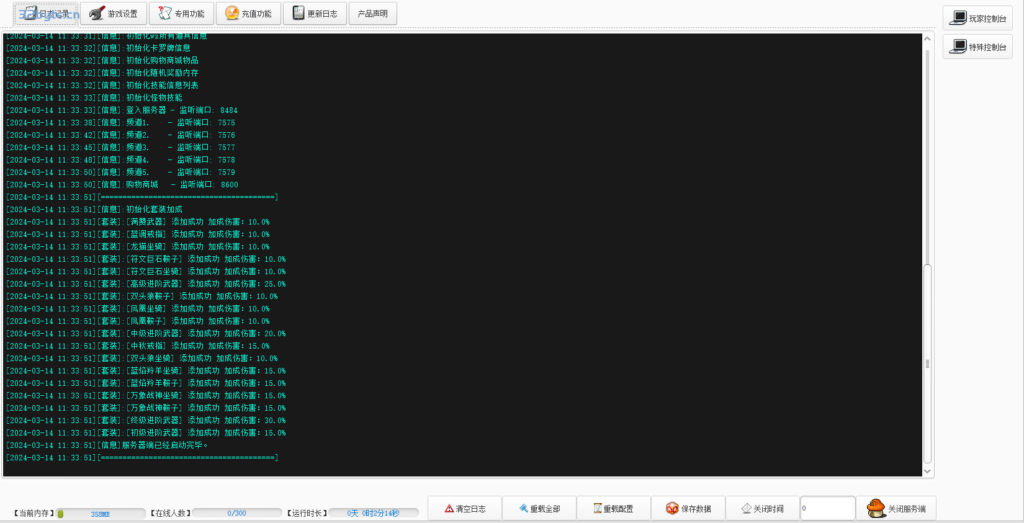 日志记录 游戏设置 专用功能 充值功能 更新日志 产品声明
玩家控制台
特殊控制台
[2024-03-14 11:33:31][信息]:初始化ws所有道具信息
[2024-03-14 11:33:32][信息]:初始化卡罗牌信息
[2024-03-14 11:33:32][信息]:初始化购物商城物品
[2024-03-14 11:33:32][信息]:初始化随机奖励内存
[2024-03-14 11:33:32][信息]:初始化技能信息列表
[2024-03-14 11:33:33][信息]:初始化怪物技能
[2024-03-14 11:33:33][信息]:登入服务器 - 监听端口: 8484
[2024-03-14 11:33:38][信息]:频道1. - 监听端口: 7575
[2024-03-14 11:33:42][信息]:频道2. - 监听端口: 7576
[2024-03-14 11:33:45][信息]:频道3. - 监听端口: 7577
[2024-03-14 11:33:48][信息]:频道4. - 监听端口: 7578
[2024-03-14 11:33:50][信息]:频道5. - 监听端口: 7579
[2024-03-14 11:33:50][信息]:购物商城 - 监听端口: 8600
[2024-03-14 11:33:51][========================================]
[2024-03-14 11:33:51][信息]:初始化套装加成
[2024-03-14 11:33:51][套装]:[武器] 添加成功 加成伤害: 10.0%
[2024-03-14 11:33:51][套装]:[蓝调戒指] 添加成功 加成伤害: 10.0%
[2024-03-14 11:33:51][套装]:[龙猫坐骑] 添加成功 加成伤害: 10.0%
[2024-03-14 11:33:51][套装]:[符文巨石鞍子] 添加成功 加成伤害: 10.0%
[2024-03-14 11:33:51][套装]:[符文巨石坐骑] 添加成功 加成伤害: 10.0%
[2024-03-14 11:33:51][套装]:[高级进阶武器] 添加成功 加成伤害: 25.0%
[2024-03-14 11:33:51][套装]:[双头狼鞍子] 添加成功 加成伤害: 10.0%
[2024-03-14 11:33:51][套装]:[凤凰坐骑] 添加成功 加成伤害: 10.0%
[2024-03-14 11:33:51][套装]:[凤凰鞍子] 添加成功 加成伤害: 10.0%
[2024-03-14 11:33:51][套装]:[中级进阶武器] 添加成功 加成伤害: 20.0%
[2024-03-14 11:33:51][套装]:[中秋戒指] 添加成功 加成伤害: 15.0%
[2024-03-14 11:33:51][套装]:[双头狼坐骑] 添加成功 加成伤害: 10.0%
[2024-03-14 11:33:51][套装]:[蓝焰羚羊坐骑] 添加成功 加成伤害: 15.0%
[2024-03-14 11:33:51][套装]:[蓝焰羚羊鞍子] 添加成功 加成伤害: 15.0%
[2024-03-14 11:33:51][套装]:[万象战神坐骑] 添加成功 加成伤害: 15.0%
[2024-03-14 11:33:51][套装]:[万象战神鞍子] 添加成功 加成伤害: 15.0%
[2024-03-14 11:33:51][套装]:[终级进阶武器] 添加成功 加成伤害: 30.0%
[2024-03-14 11:33:51][套装]:[初级进阶武器] 添加成功 加成伤害: 15.0%
[2024-03-14 11:33:51][信息]服务器端已经启动完毕。
[2024-03-14 11:33:51][========================================]
【当前内存】 358MB 【在线人数】 0/300 【运行时长】 0天 0时2分14秒 清空日志 重载全部 重载配置 保存数据 关闭时间 0 关闭服务端